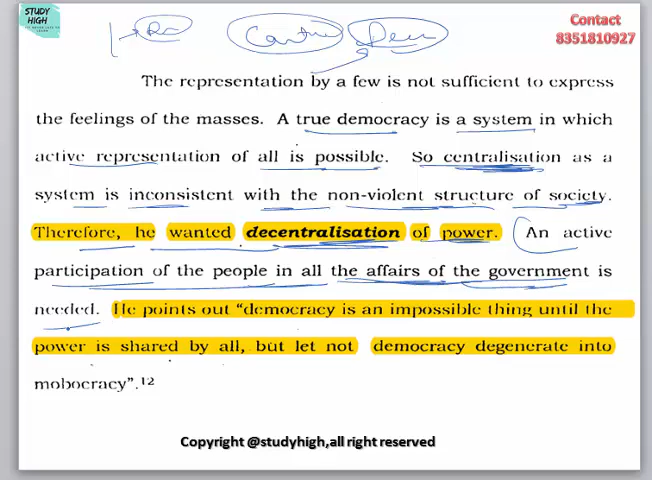 STUDY
HIGH
Contact
8351810927
The representation by a few is not sufficient to express
the feelings of the masses. A true democracy is a system in which
active representation of all is possible. So centralisation as a
system is inconsistent with the non-violent structure of society.
Therefore, he wanted decentralisation of power. An active
participation of the people in all the affairs of the government is
needed. He points out "democracy is an impossible thing until the
power is shared by all, but let not democracy degenerate into
mobocracy".12
Copyright @studyhigh,all right reserved